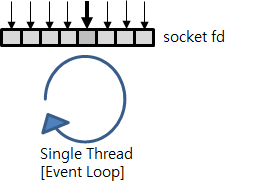 socket fd
Single Thread
[Event Loop]